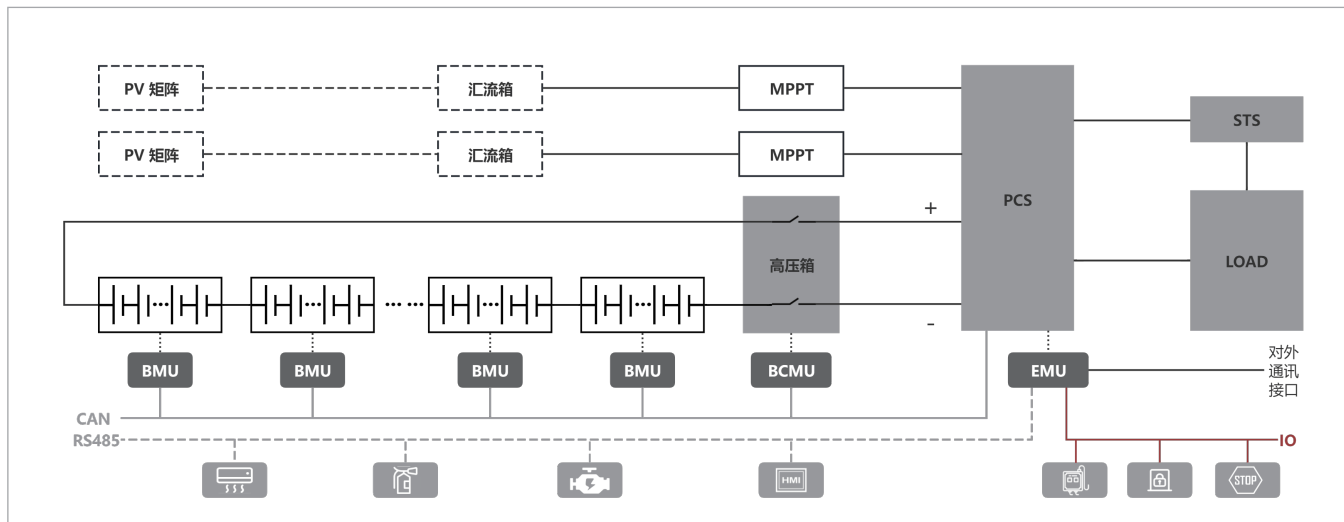 PV 矩阵
汇流箱
MPPT
PV 矩阵
汇流箱
MPPT
PCS
STS
LOAD
+
高压箱
-
BMU
BMU
BMU
BMU
BCMU
EMU
对外
通讯
接口
CAN
RS485
IO
HMI
STOP